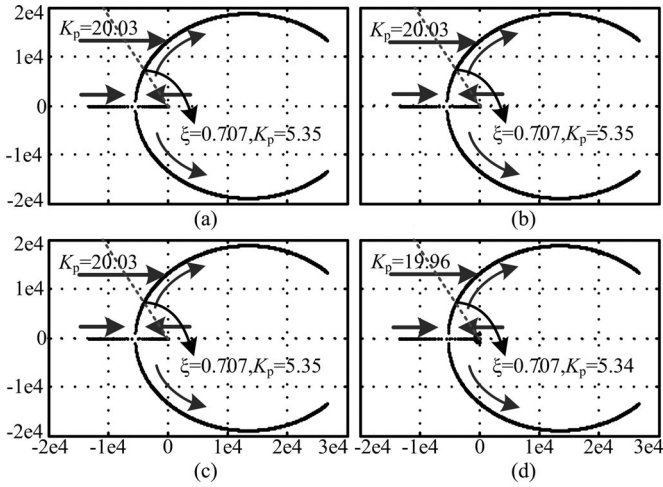 2e4
1e4
0
-1e4
-2e4
Kp=20.03
ξ=0.707,Kp=5.35
(a)
Kp=20.03
ξ=0.707,Kp=5.35
(b)
2e4
1e4
0
-1e4
-2e4
Kp=20.03
ξ=0.707,Kp=5.35
-2e4 -1e4 0 1e4 2e4 3e4
(c)
Kp=19.96
ξ=0.707,Kp=5.34
-2e4 -1e4 0 1e4 2e4 3e4
(d)